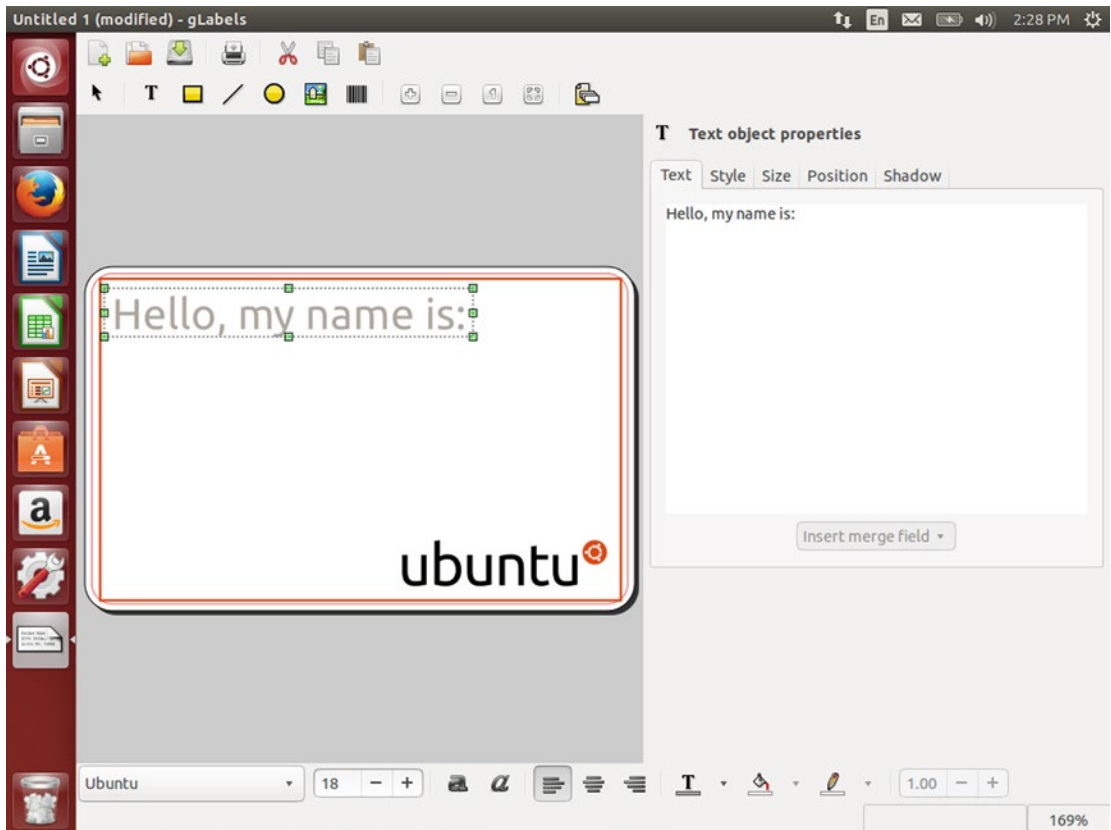 Untitled 1 (modified) - gLabels
En
2:28 PM
T
T Text object properties
Text Style Size Position Shadow
Hello, my name is:
Hello, my name is:
Insert merge field
ubuntu
a
Ubuntu
18 − +
a a
T
1.00 − +
169%